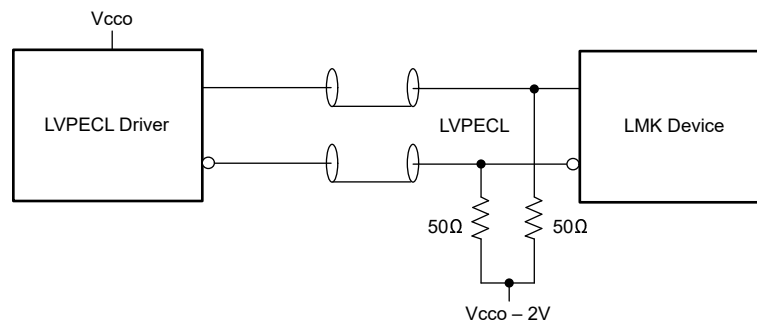 Vcco
LVPECL Driver
LVPECL
LMK Device
50Ω
50Ω
Vcco – 2V